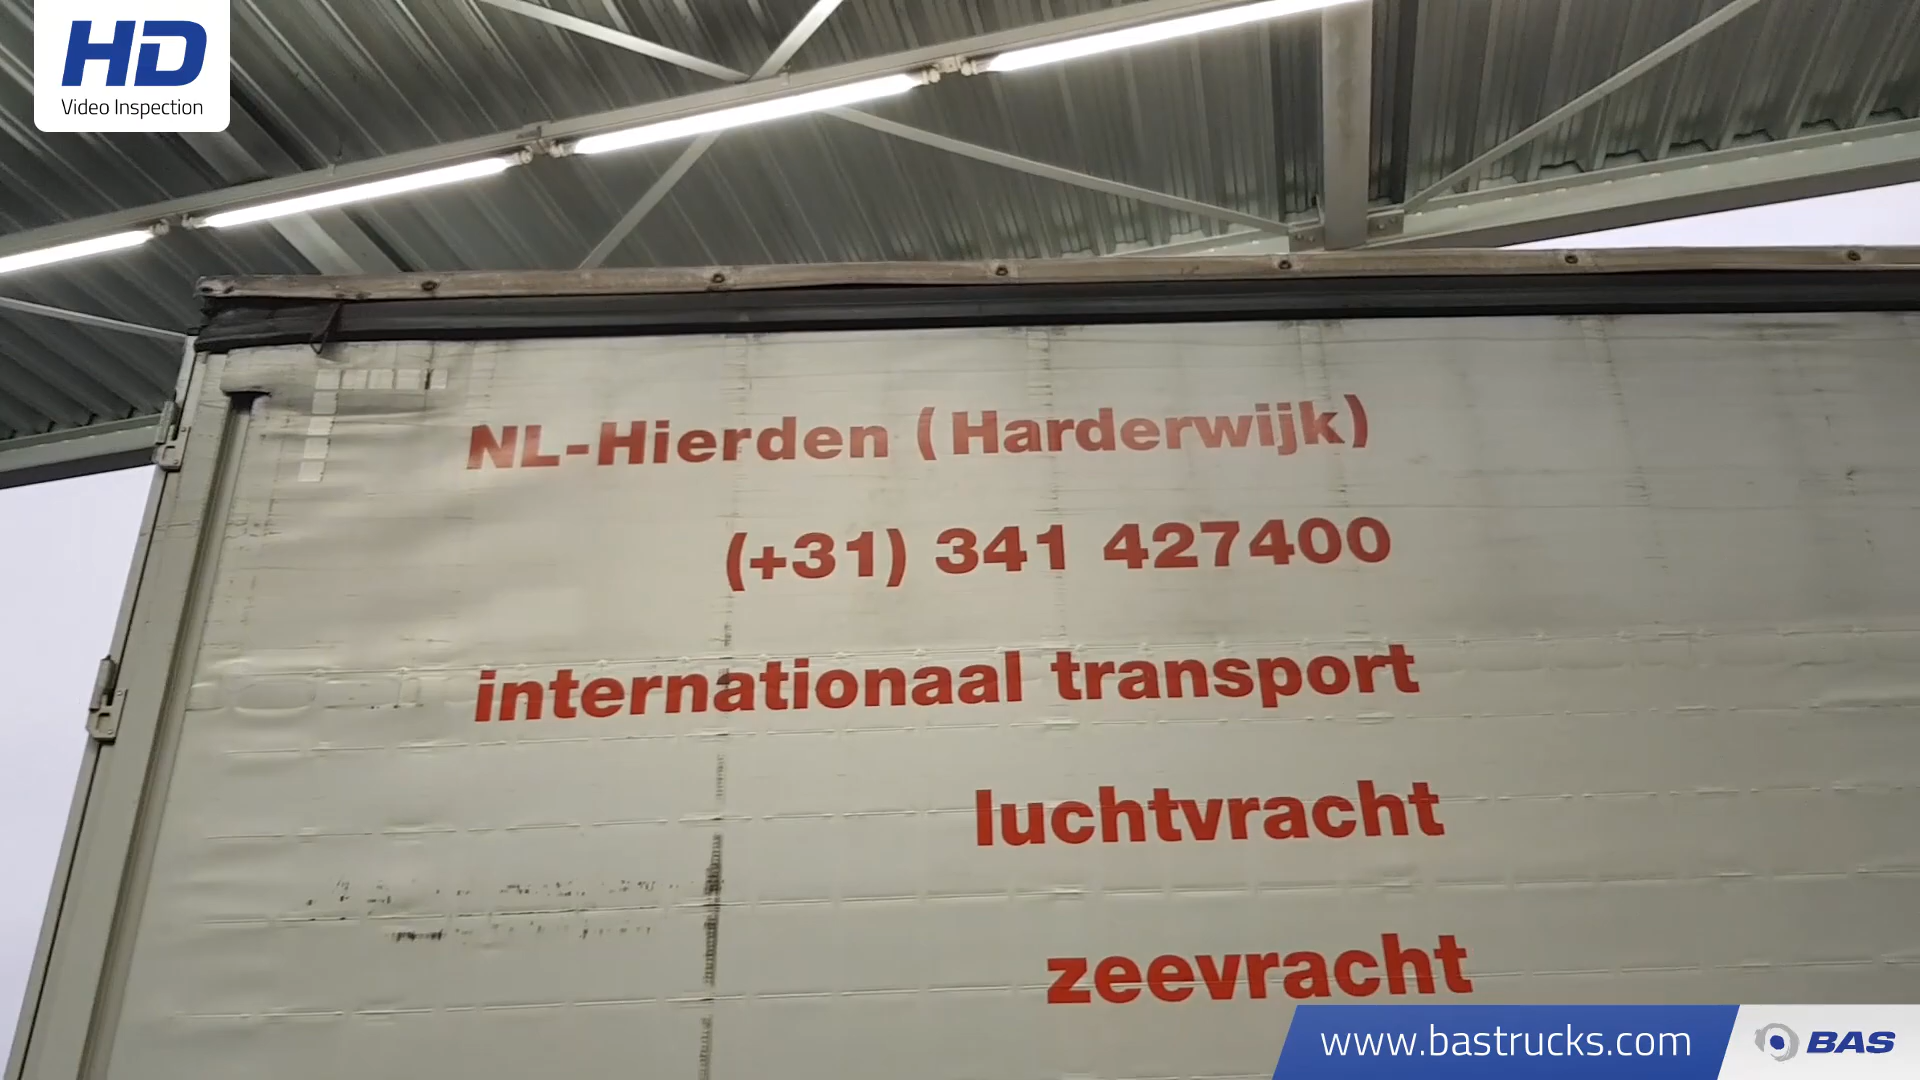 HD
Video Inspection
NL-Hierden (Harderwijk)
(+31) 341 427400
internationaal transport
luchtvracht
zeevracht
www.bastrucks.com
BAS